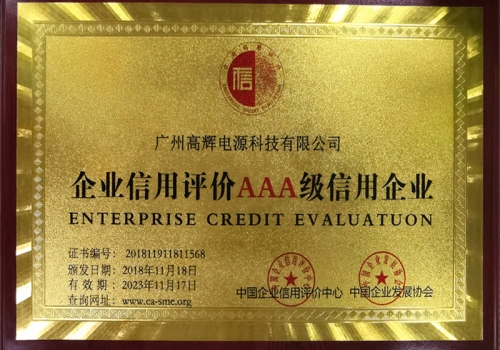 信
广州高辉电源科技有限公司
企业信用评价AAA级信用企业
ENTERPRISE CREDIT EVALUATUON
证书编号：201811911811568
颁发日期：2018年11月18日
有 效 期：2023年11月17日
查询网址：www.ca-sme.org
中国企业信用评价中心 中国企业发展协会